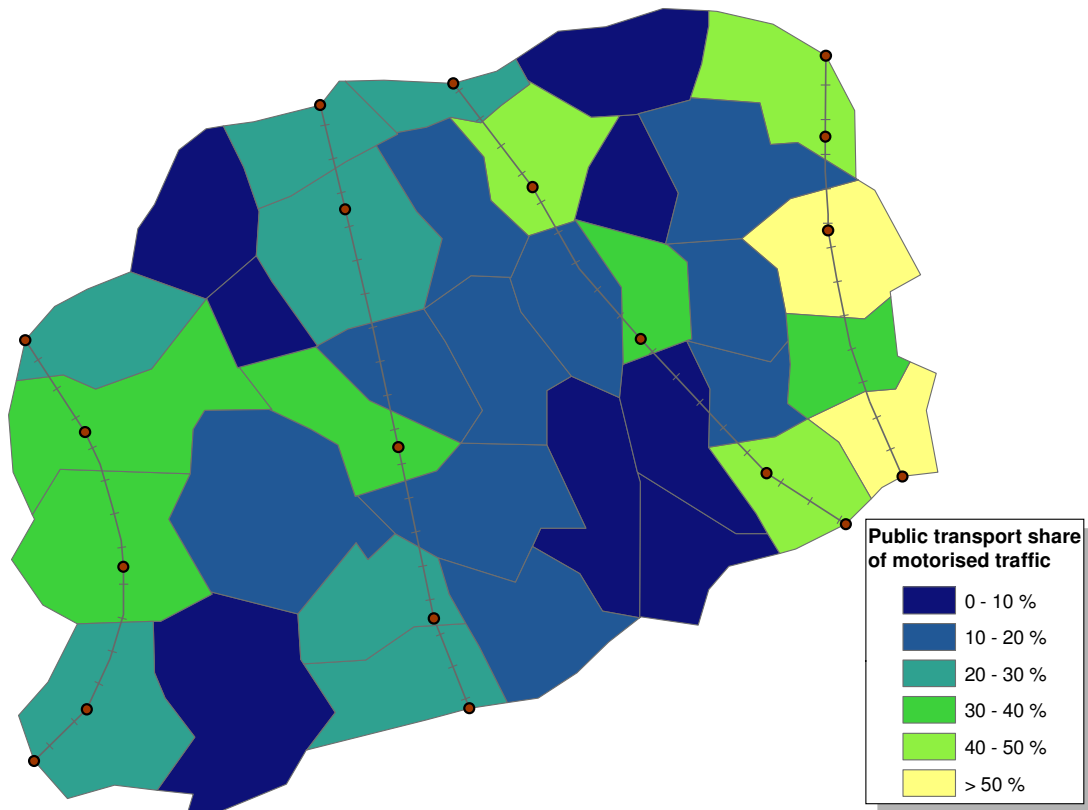 Public transport share
of motorised traffic
0 - 10 %
10 - 20 %
20 - 30 %
30 - 40 %
40 - 50 %
> 50 %